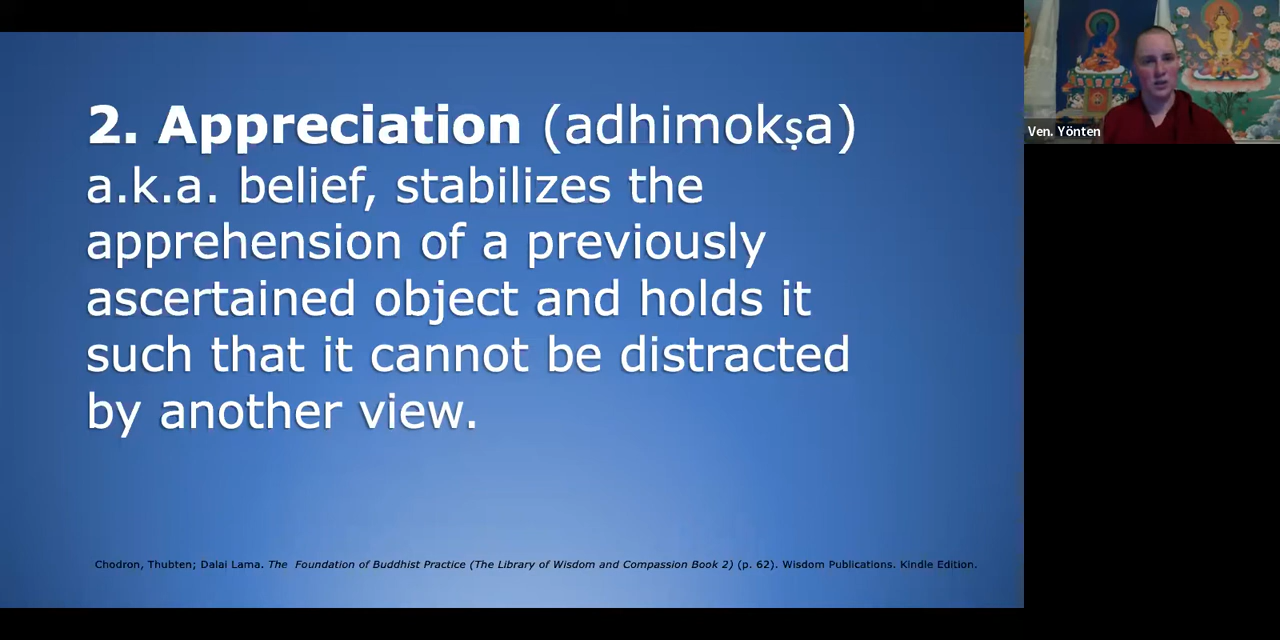 2. Appreciation (adhimokṣa)
a.k.a. belief, stabilizes the
apprehension of a previously
ascertained object and holds it
such that it cannot be distracted
by another view.
Chodron, Thubten; Dalai Lama. The Foundation of Buddhist Practice (The Library of Wisdom and Compassion Book 2) (p. 62). Wisdom Publications. Kindle Edition.
Ven. Yönten